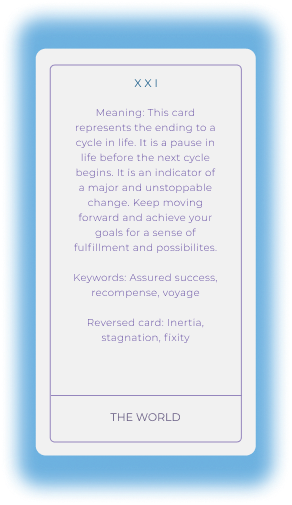 X X I
Meaning: This card
represents the ending to a
cycle in life. It is a pause in
life before the next cycle
begins. It is an indicator of
a major and unstoppable
change. Keep moving
forward and achieve your
goals for a sense of
fulfillment and possibilites.
Keywords: Assured success,
recompense, voyage
Reversed card: Inertia,
stagnation, fixity
THE WORLD